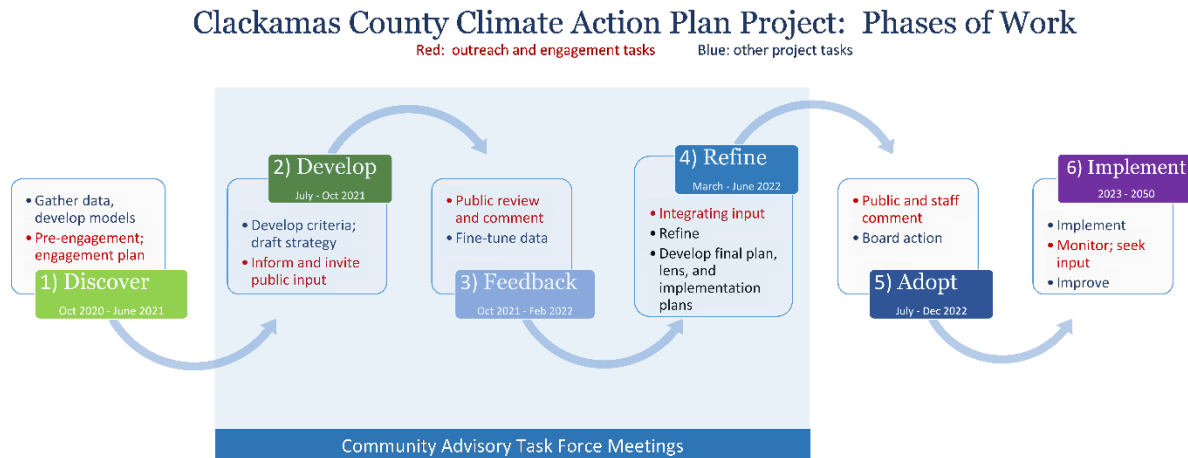 Clackamas County Climate Action Plan Project: Phases of Work
Red: outreach and engagement tasks Blue: other project tasks
• Gather data,
develop models
• Pre-engagement;
engagement plan
1) Discover
Oct 2020 - June 2021
2) Develop
July - Oct 2021
• Develop criteria;
draft strategy
• Inform and invite
public input
• Public review
and comment
• Fine-tune data
3) Feedback
Oct 2021 - Feb 2022
4) Refine
March - June 2022
• Integrating input
• Refine
• Develop final plan,
lens, and
implementation
plans
• Public and staff
comment
• Board action
5) Adopt
July - Dec 2022
6) Implement
2023 - 2050
• Implement
• Monitor; seek
input
• Improve
Community Advisory Task Force Meetings